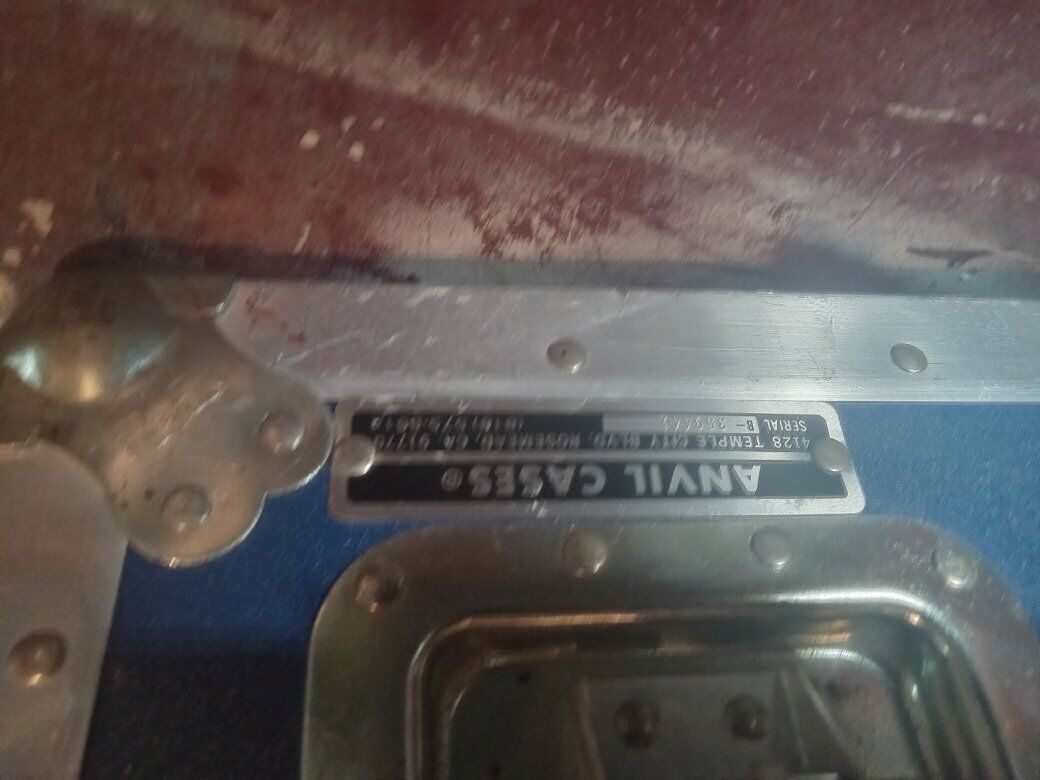 ANVIL CASES®
4128 TEMPLE CITY BLVD. ROSEMEAD, CA 91770
SERIAL B-